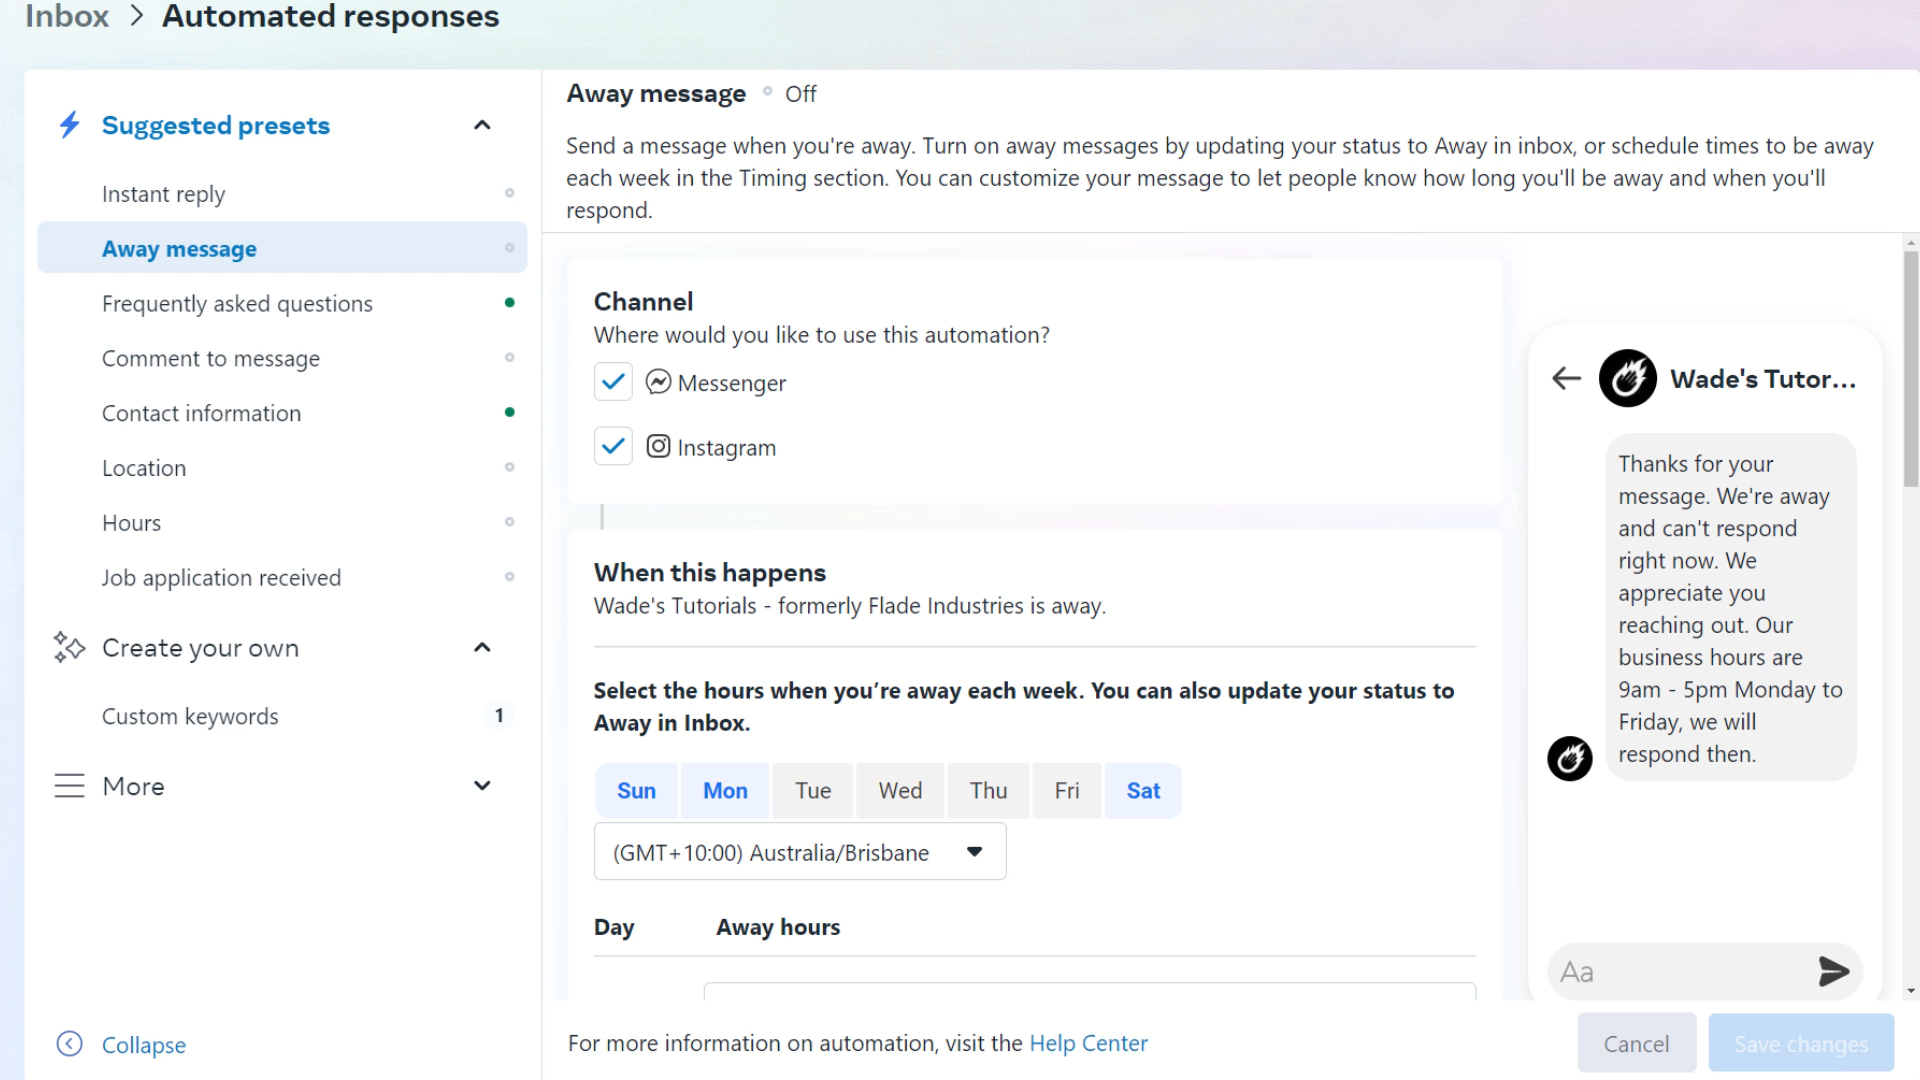 Inbox > Automated responses
Suggested presets
Instant reply
Away message
Frequently asked questions
Comment to message
Contact information
Location
Hours
Job application received
Create your own
Custom keywords 1
More
Collapse
Away message Off
Send a message when you're away. Turn on away messages by updating your status to Away in inbox, or schedule times to be away
each week in the Timing section. You can customize your message to let people know how long you'll be away and when you'll
respond.
Channel
Where would you like to use this automation?
Messenger
Instagram
When this happens
Wade's Tutorials - formerly Flade Industries is away.
Select the hours when you’re away each week. You can also update your status to
Away in Inbox.
Sun Mon Tue Wed Thu Fri Sat
(GMT+10:00) Australia/Brisbane
Day Away hours
Wade's Tutor...
Thanks for your
message. We're away
and can't respond
right now. We
appreciate you
reaching out. Our
business hours are
9am - 5pm Monday to
Friday, we will
respond then.
Aa
For more information on automation, visit the Help Center
Cancel
Save changes